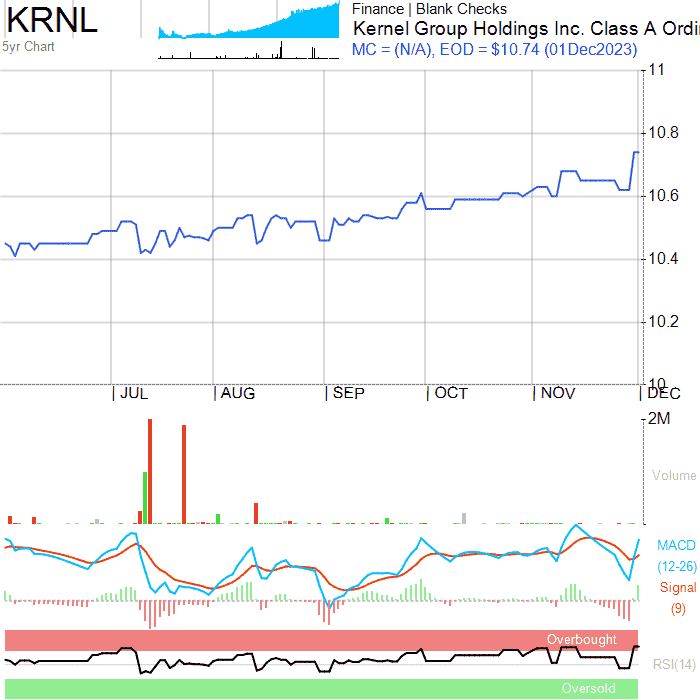 KRNL
5yr Chart
Finance | Blank Checks
Kernel Group Holdings Inc. Class A Ordi
MC = (N/A), EOD = $10.74 (01Dec2023)
11
10.8
10.6
10.4
10.2
10
JUL AUG SEP OCT NOV DEC
2M
Volume
MACD
(12-26)
Signal
(9)
Overbought
RSI(14)
Oversold